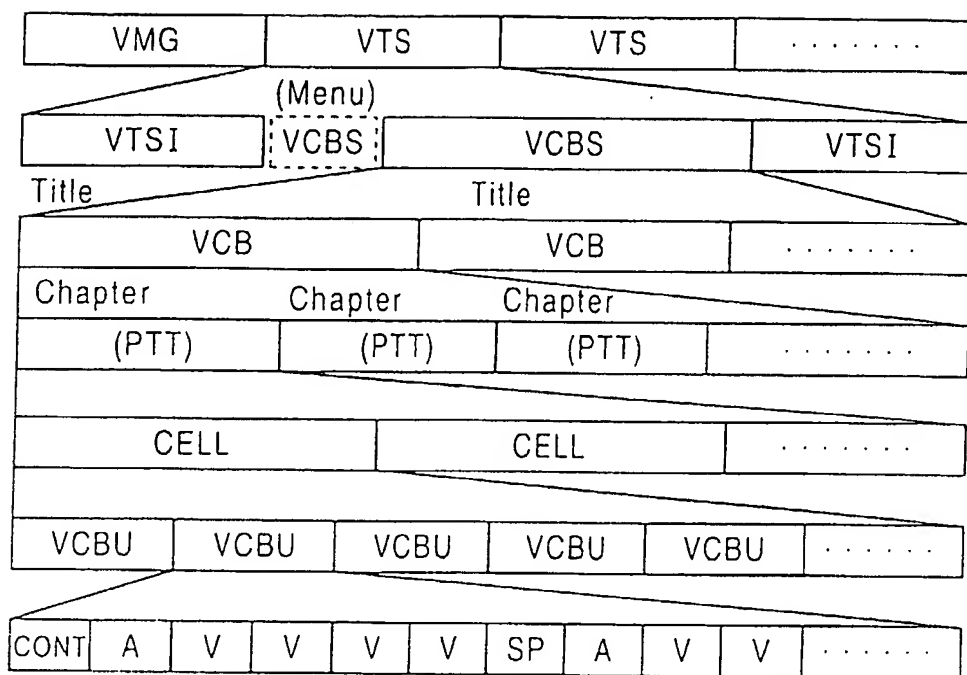 VMG VTS VTS .......
(Menu)
VTSI VCBS VCBS VTSI
Title Title
VCB VCB .......
Chapter Chapter Chapter
(PTT) (PTT) (PTT) .......
CELL CELL .......
VCBU VCBU VCBU VCBU VCBU ......
CONT A V V V V SP A V V ......